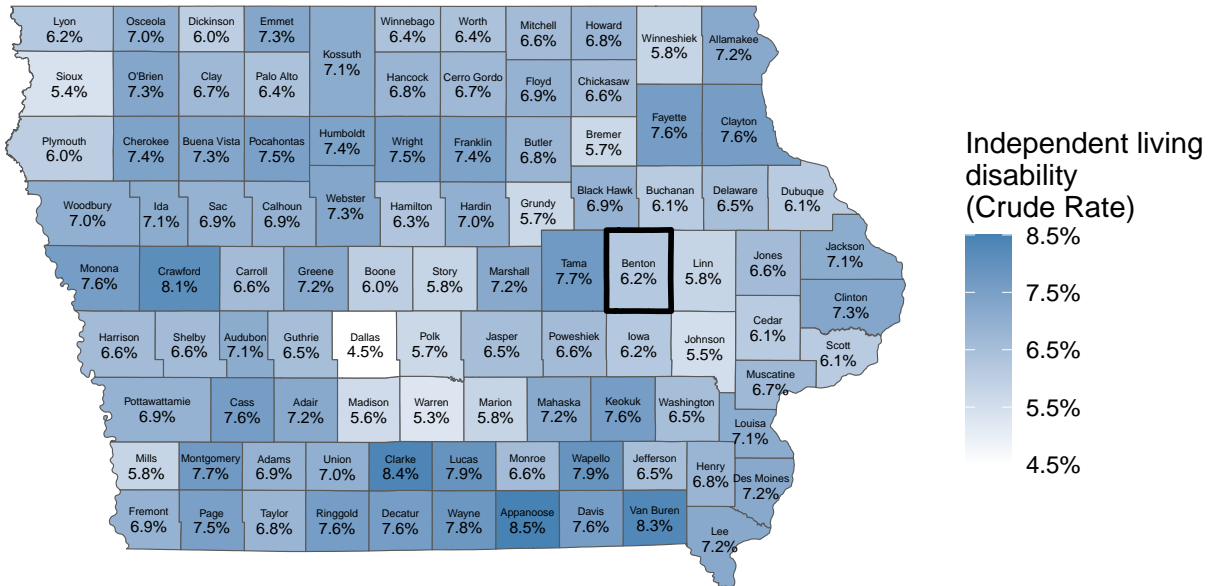 Lyon
6.2%
Osceola
7.0%
Dickinson
6.0%
Emmet
7.3%
Kossuth
7.1%
Winnebago
6.4%
Worth
6.4%
Mitchell
6.6%
Howard
6.8%
Winneshiek
5.8%
Allamakee
7.2%
Sioux
5.4%
O'Brien
7.3%
Clay
6.7%
Palo Alto
6.4%
Hancock
6.8%
Cerro Gordo
6.7%
Floyd
6.9%
Chickasaw
6.6%
Fayette
7.6%
Clayton
7.6%
Plymouth
6.0%
Cherokee
7.4%
Buena Vista
7.3%
Pocahontas
7.5%
Humboldt
7.4%
Wright
7.5%
Franklin
7.4%
Butler
6.8%
Bremer
5.7%
Woodbury
7.0%
Ida
7.1%
Sac
6.9%
Calhoun
6.9%
Webster
7.3%
Hamilton
6.3%
Hardin
7.0%
Grundy
5.7%
Black Hawk
6.9%
Buchanan
6.1%
Delaware
6.5%
Dubuque
6.1%
Monona
7.6%
Crawford
8.1%
Carroll
6.6%
Greene
7.2%
Boone
6.0%
Story
5.8%
Marshall
7.2%
Tama
7.7%
Benton
6.2%
Linn
5.8%
Jones
6.6%
Jackson
7.1%
Clinton
7.3%
Harrison
6.6%
Shelby
6.6%
Audubon
7.1%
Guthrie
6.5%
Dallas
4.5%
Polk
5.7%
Jasper
6.5%
Poweshiek
6.6%
Iowa
6.2%
Johnson
5.5%
Cedar
6.1%
Scott
6.1%
Muscatine
6.7%
Pottawattamie
6.9%
Cass
7.6%
Adair
7.2%
Madison
5.6%
Warren
5.3%
Marion
5.8%
Mahaska
7.2%
Keokuk
7.6%
Washington
6.5%
Louisa
7.1%
Mills
5.8%
Montgomery
7.7%
Adams
6.9%
Union
7.0%
Clarke
8.4%
Lucas
7.9%
Monroe
6.6%
Wapello
7.9%
Jefferson
6.5%
Henry
6.8%
Des Moines
7.2%
Fremont
6.9%
Page
7.5%
Taylor
6.8%
Ringgold
7.6%
Decatur
7.6%
Wayne
7.8%
Appanoose
8.5%
Davis
7.6%
Van Buren
8.3%
Lee
7.2%
Independent living
disability
(Crude Rate)
8.5%
7.5%
6.5%
5.5%
4.5%